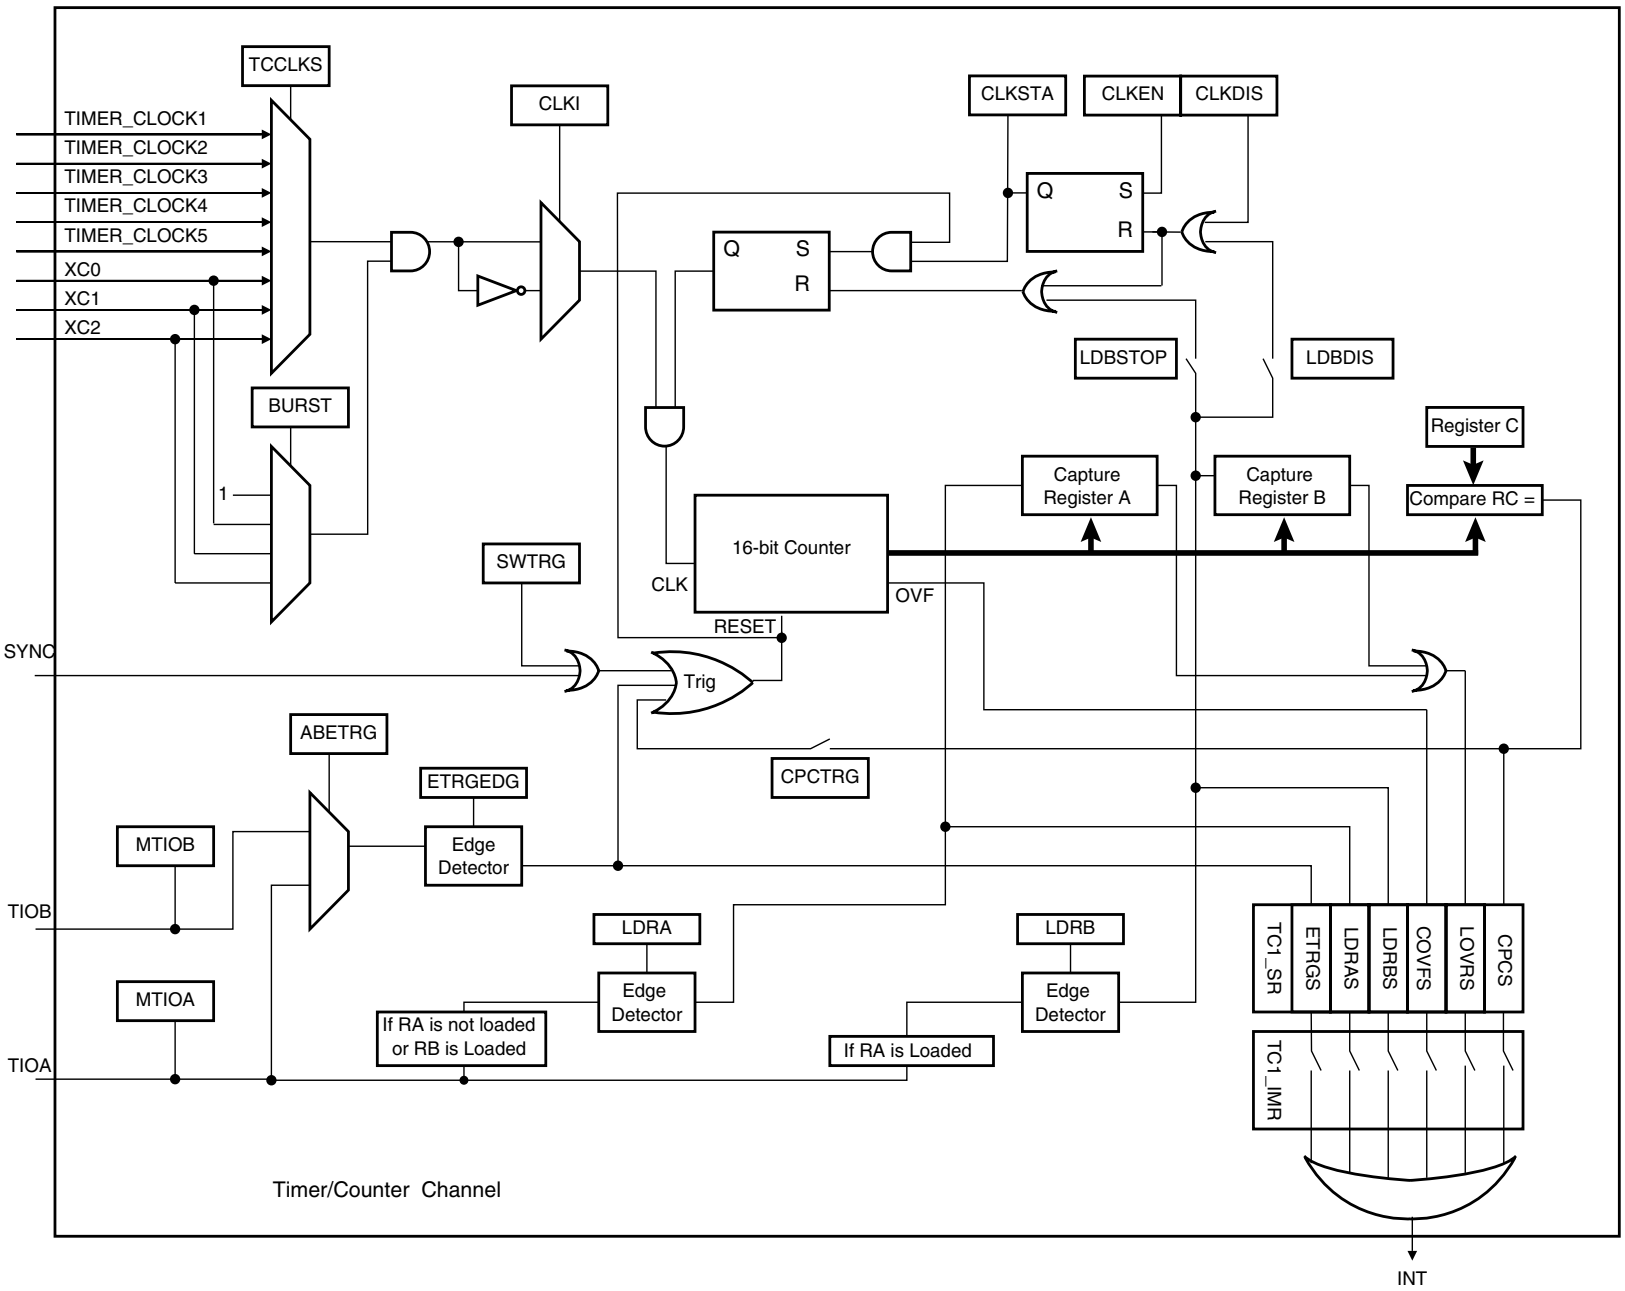 TCCLKS
CLKI
CLKSTA
CLKEN
CLKDIS
TIMER_CLOCK1
TIMER_CLOCK2
TIMER_CLOCK3
TIMER_CLOCK4
TIMER_CLOCK5
XC0
XC1
XC2
Q
S
R
Q
S
R
LDBSTOP
LDBDIS
BURST
1
Register C
Capture
Register A
Capture
Register B
Compare RC =
16-bit Counter
SWTRG
CLK
OVF
RESET
SYNC
Trig
ABETRG
ETRGEDG
CPCTRG
MTIOB
Edge
Detector
TIOB
LDRA
LDRB
MTIOA
Edge
Detector
Edge
Detector
If RA is not loaded
or RB is Loaded
If RA is Loaded
TIOA
TC1_SR
ETRGS
LDRAS
LDRBS
COVFS
LOVRS
CPCS
TC1_IMR
Timer/Counter Channel
INT